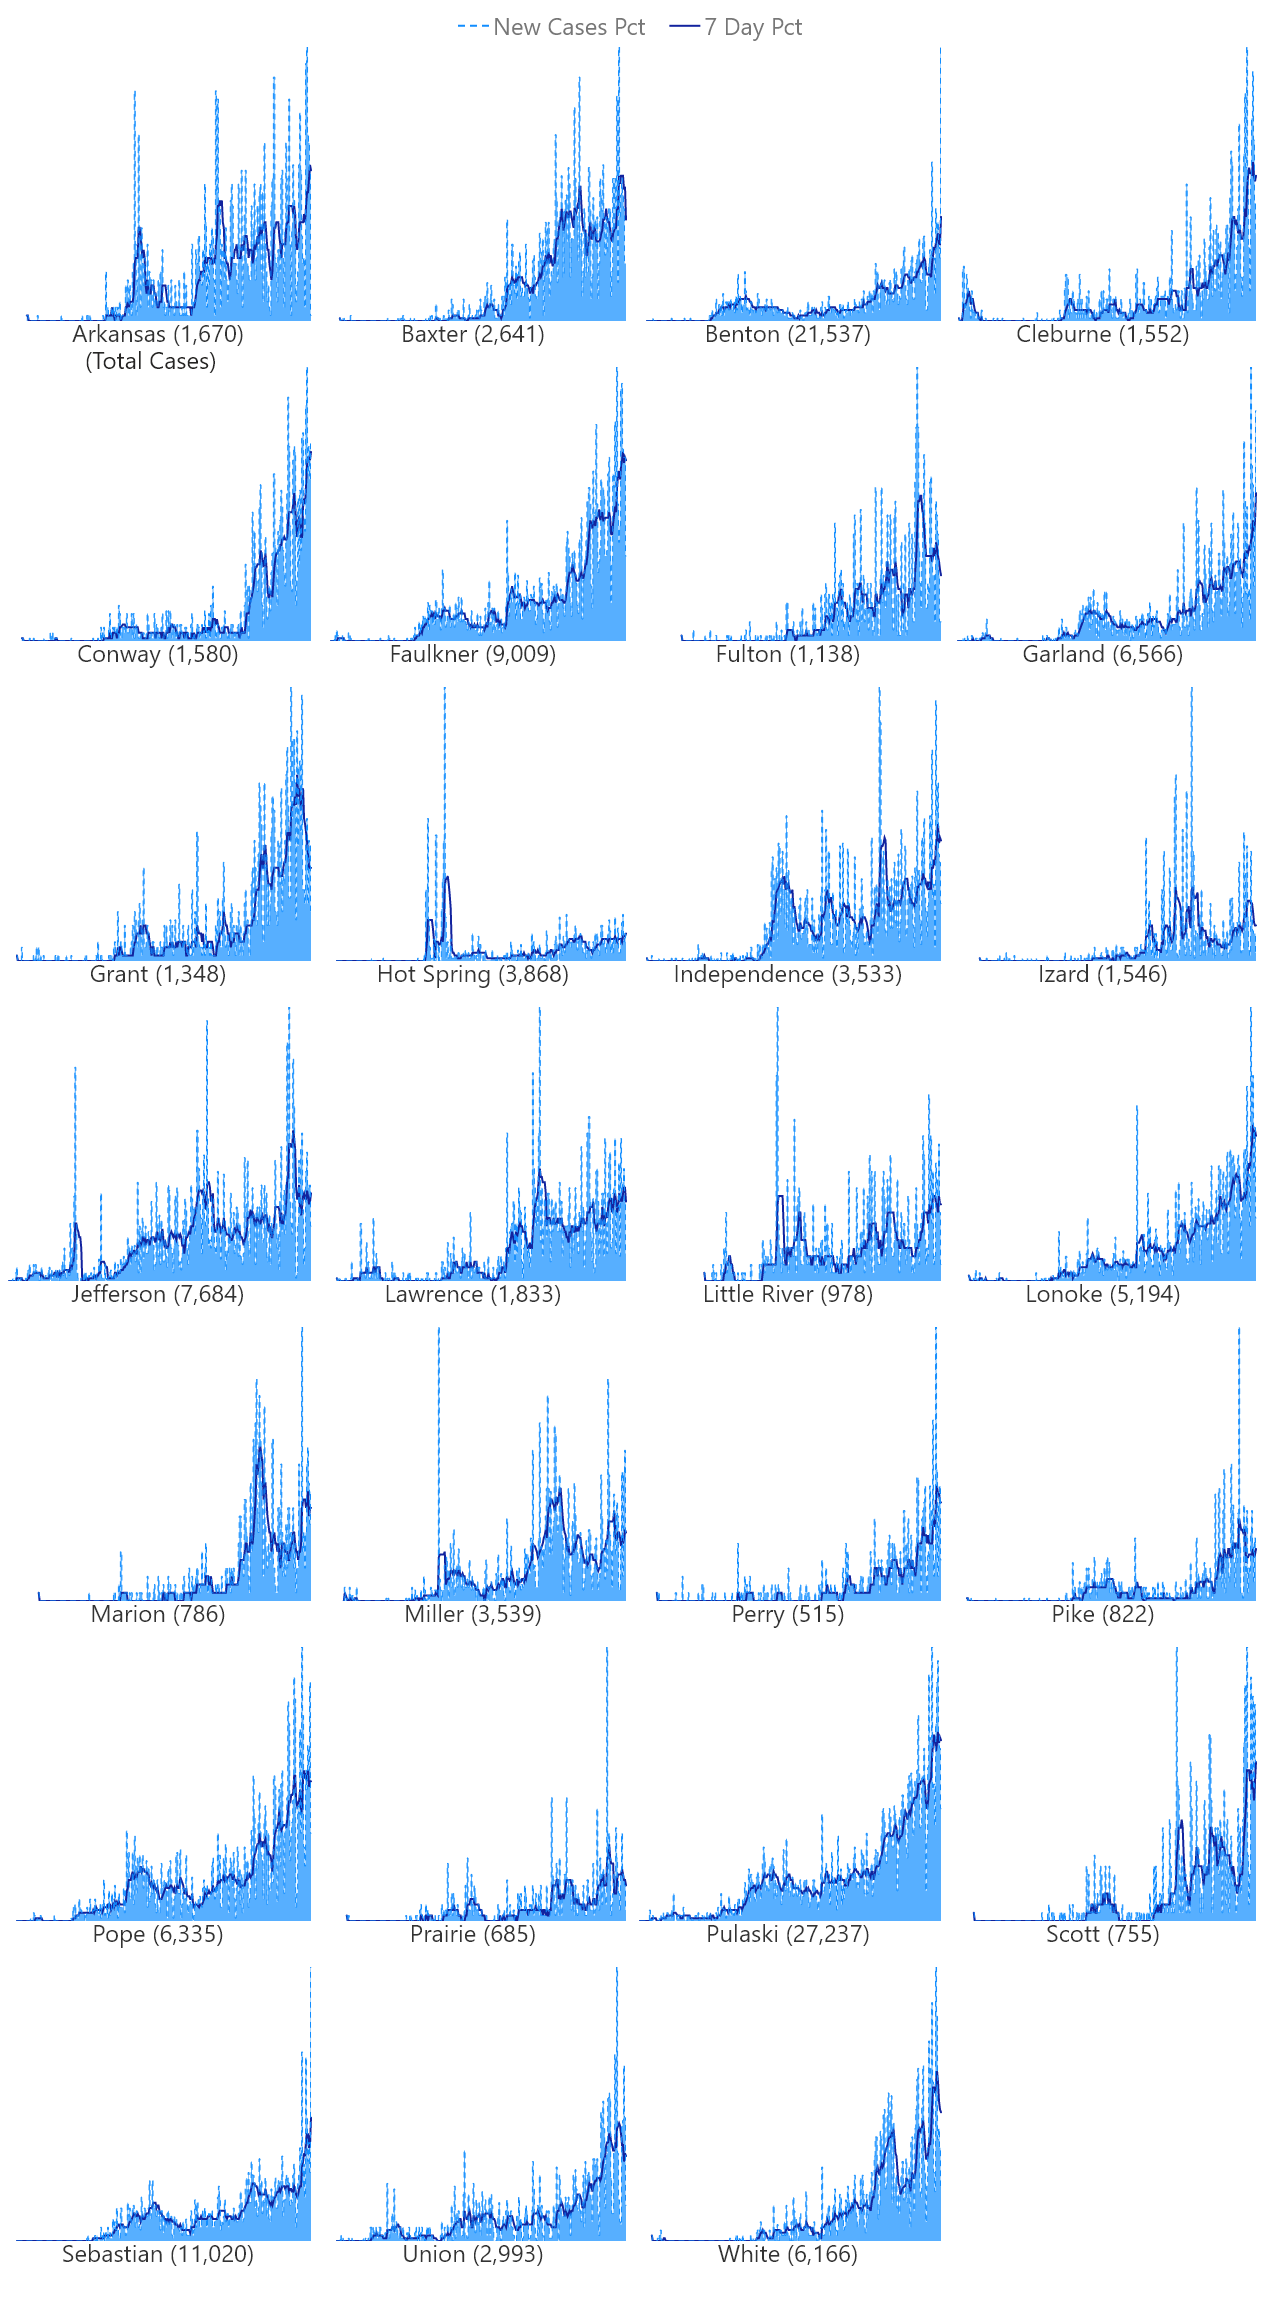 New Cases Pct 7 Day Pct
Arkansas (1,670) Baxter (2,641) Benton (21,537) Cleburne (1,552)
(Total Cases)
Conway (1,580) Faulkner (9,009) Fulton (1,138) Garland (6,566)
Grant (1,348) Hot Spring (3,868) Independence (3,533) Izard (1,546)
Jefferson (7,684) Lawrence (1,833) Little River (978) Lonoke (5,194)
Marion (786) Miller (3,539) Perry (515) Pike (822)
Pope (6,335) Prairie (685) Pulaski (27,237) Scott (755)
Sebastian (11,020) Union (2,993) White (6,166)